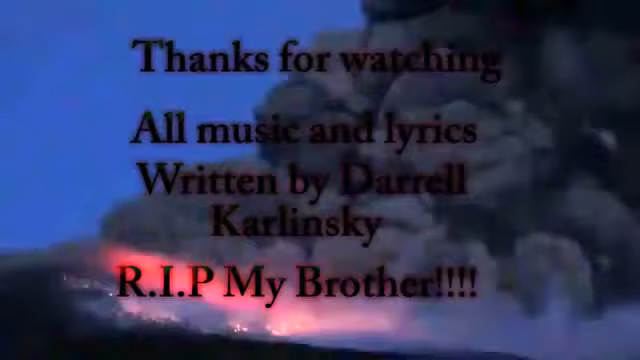 Thanks for watching
All music and lyrics
Written by Darrell
Karlinsky
R.I.P My Brother!!!!